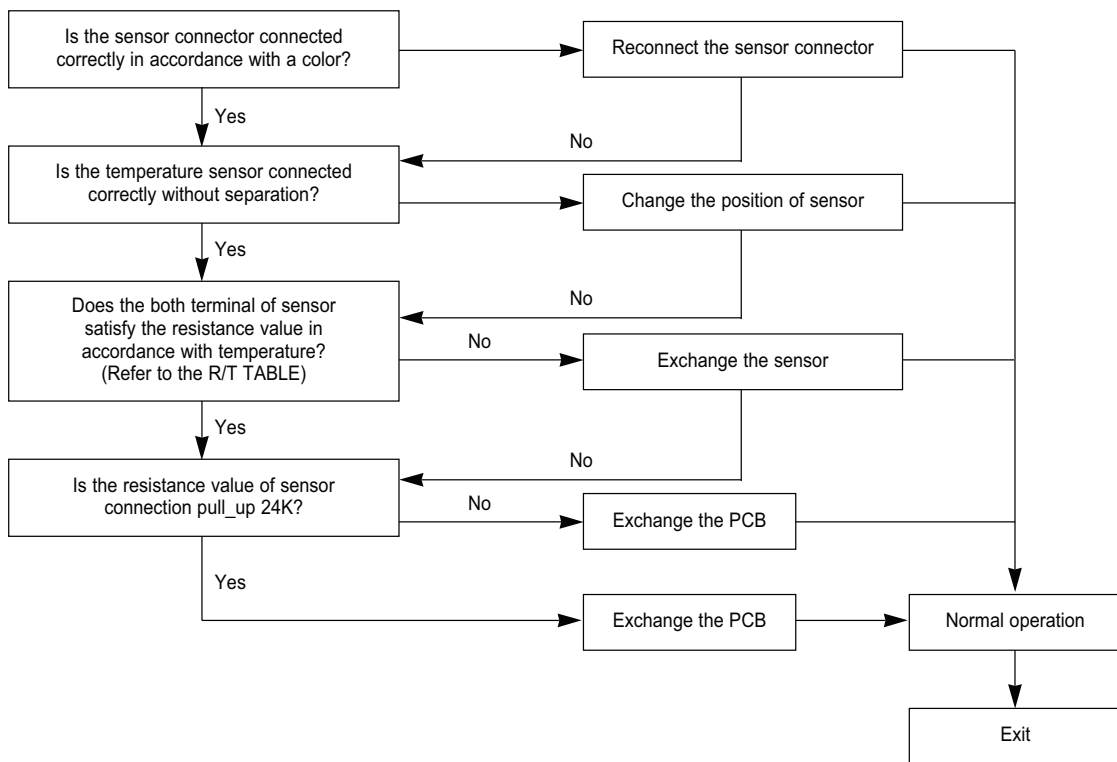 Is the sensor connector connected
correctly in accordance with a color?
Reconnect the sensor connector
Yes
No
Is the temperature sensor connected
correctly without separation?
Change the position of sensor
Yes
No
Does the both terminal of sensor
satisfy the resistance value in
accordance with temperature?
(Refer to the R/T TABLE)
No
Exchange the sensor
Yes
No
Is the resistance value of sensor
connection pull_up 24K?
No
Exchange the PCB
Yes
Exchange the PCB
Normal operation
Exit